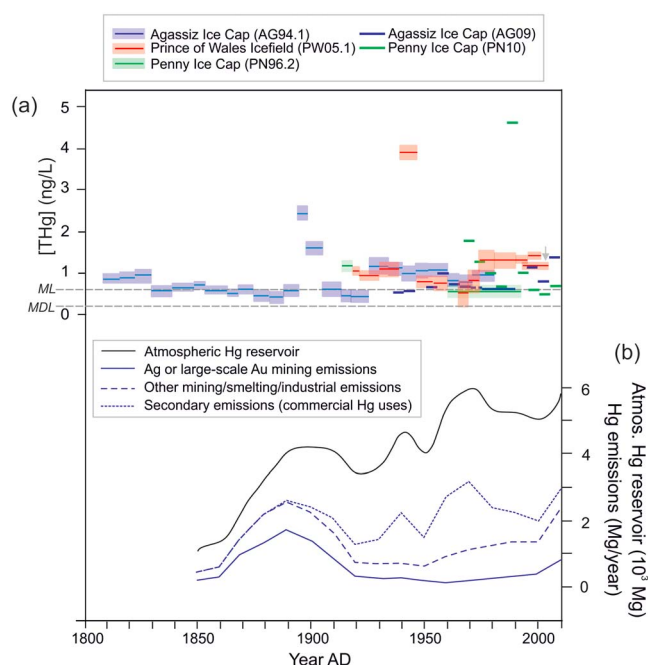 Agassiz Ice Cap (AG94.1) Agassiz Ice Cap (AG09)
Prince of Wales Icefield (PW05.1) Penny Ice Cap (PN10)
Penny Ice Cap (PN96.2)
(a)
[THg] (ng/L)
5
4
3
2
1
ML
MDL
0
Atmospheric Hg reservoir
Ag or large-scale Au mining emissions
Other mining/smelting/industrial emissions
Secondary emissions (commercial Hg uses)
(b)
6
4
2
0
Atmos. Hg reservoir (10³ Mg)
Hg emissions (Mg/year)
1800 1850 1900 1950 2000
Year AD